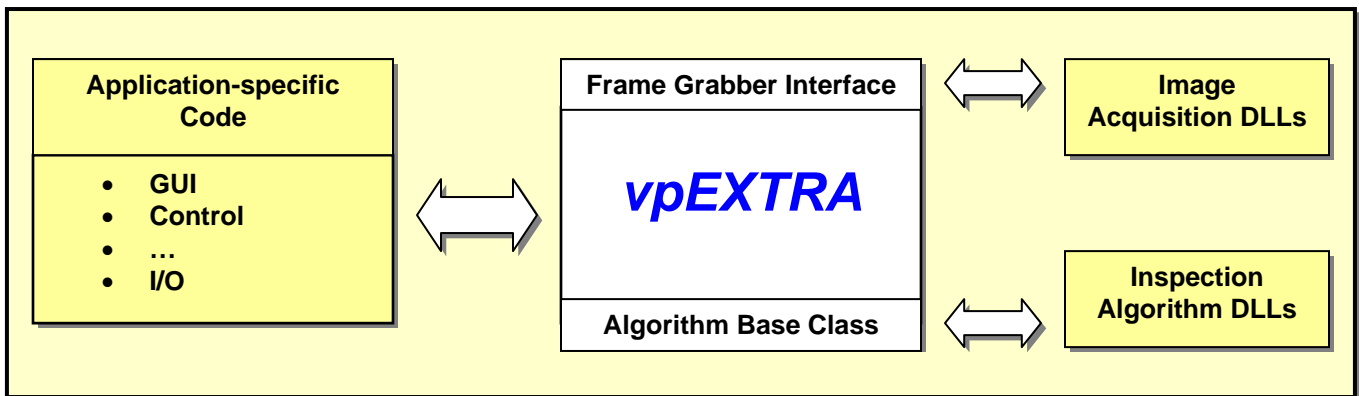 Application-specific
Code
• GUI
• Control
• …
• I/O
Frame Grabber Interface
vpEXTRA
Algorithm Base Class
Image
Acquisition DLLs
Inspection
Algorithm DLLs